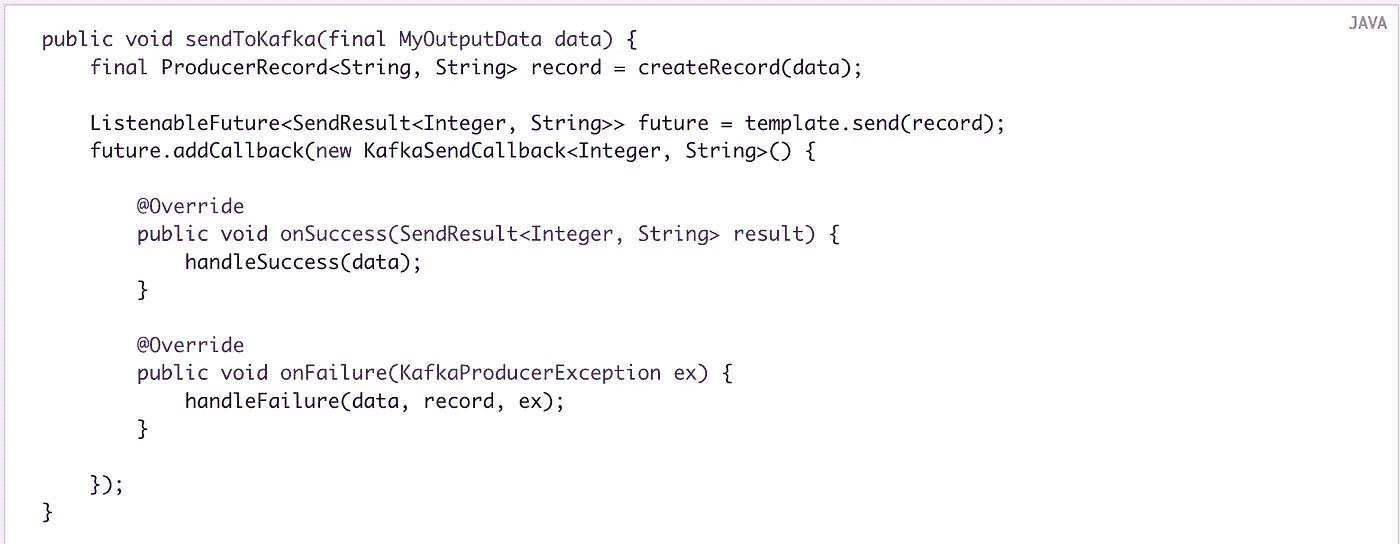 JAVA
public void sendToKafka(final MyOutputData data) {
    final ProducerRecord<String, String> record = createRecord(data);

    ListenableFuture<SendResult<Integer, String>> future = template.send(record);
    future.addCallback(new KafkaSendCallback<Integer, String>() {

        @Override
        public void onSuccess(SendResult<Integer, String> result) {
            handleSuccess(data);
        }

        @Override
        public void onFailure(KafkaProducerException ex) {
            handleFailure(data, record, ex);
        }

    });
}